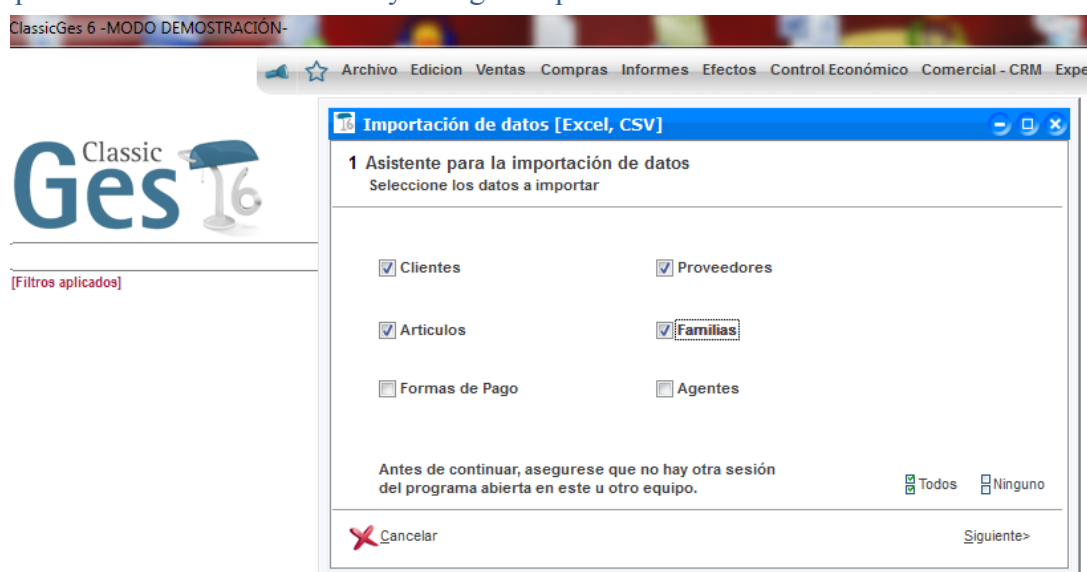 ClassicGes 6 -MODO DEMOSTRACIÓN-
Archivo Edicion Ventas Compras Informes Efectos Control Económico Comercial - CRM Expe
Importación de datos [Excel, CSV]
Classic
Ges 6
1 Asistente para la importación de datos
Seleccione los datos a importar
[Filtros aplicados]
Clientes Proveedores
Articulos Familias
Formas de Pago Agentes
Antes de continuar, asegurese que no hay otra sesión
del programa abierta en este u otro equipo.
Todos Ninguno
Cancelar Siguiente>